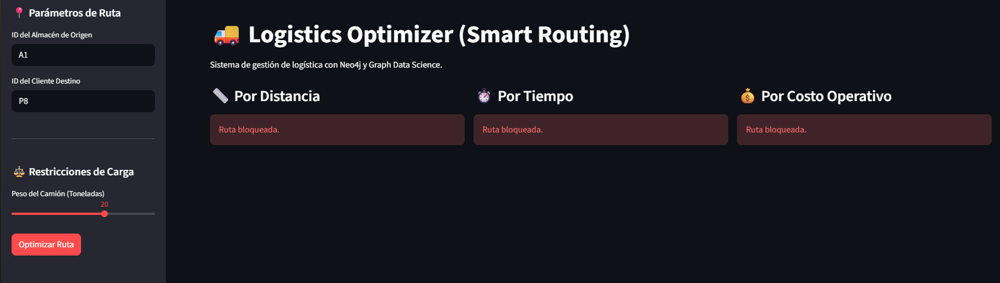 Parámetros de Ruta
ID del Almacén de Origen
A1
ID del Cliente Destino
P8
Restricciones de Carga
Peso del Camión (Toneladas)
20
Optimizar Ruta
Logistics Optimizer (Smart Routing)
Sistema de gestión de logística con Neo4j y Graph Data Science.
Por Distancia
Ruta bloqueada.
Por Tiempo
Ruta bloqueada.
Por Costo Operativo
Ruta bloqueada.